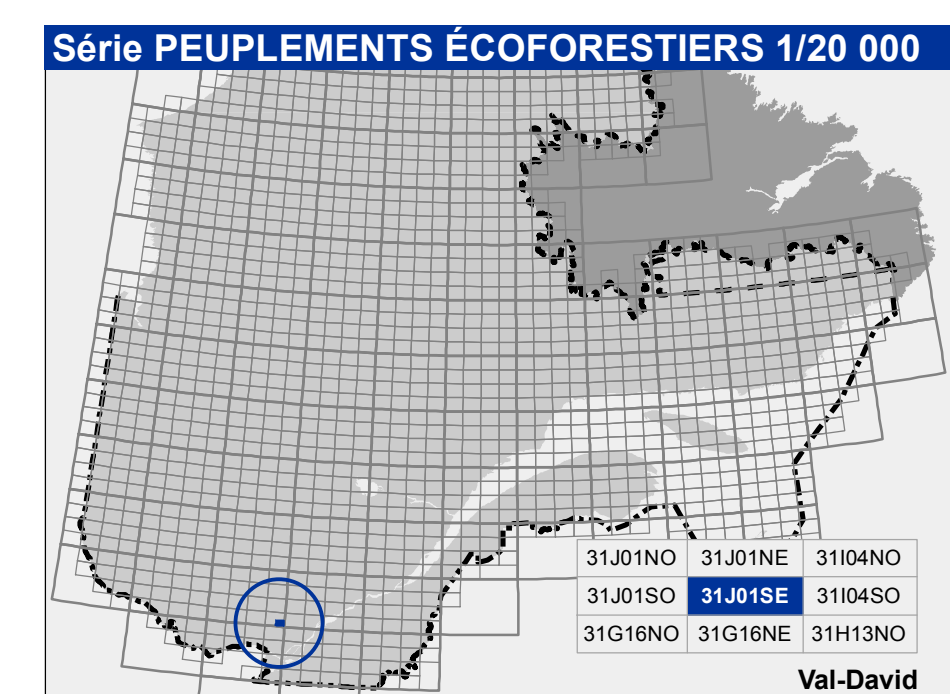 Série PEUPLEMENTS ÉCOFORESTIERS 1/20 000
31J01NO 31J01NE 31I04NO
31J01SO 31J01SE 31I04SO
31G16NO 31G16NE 31H13NO
Val-David